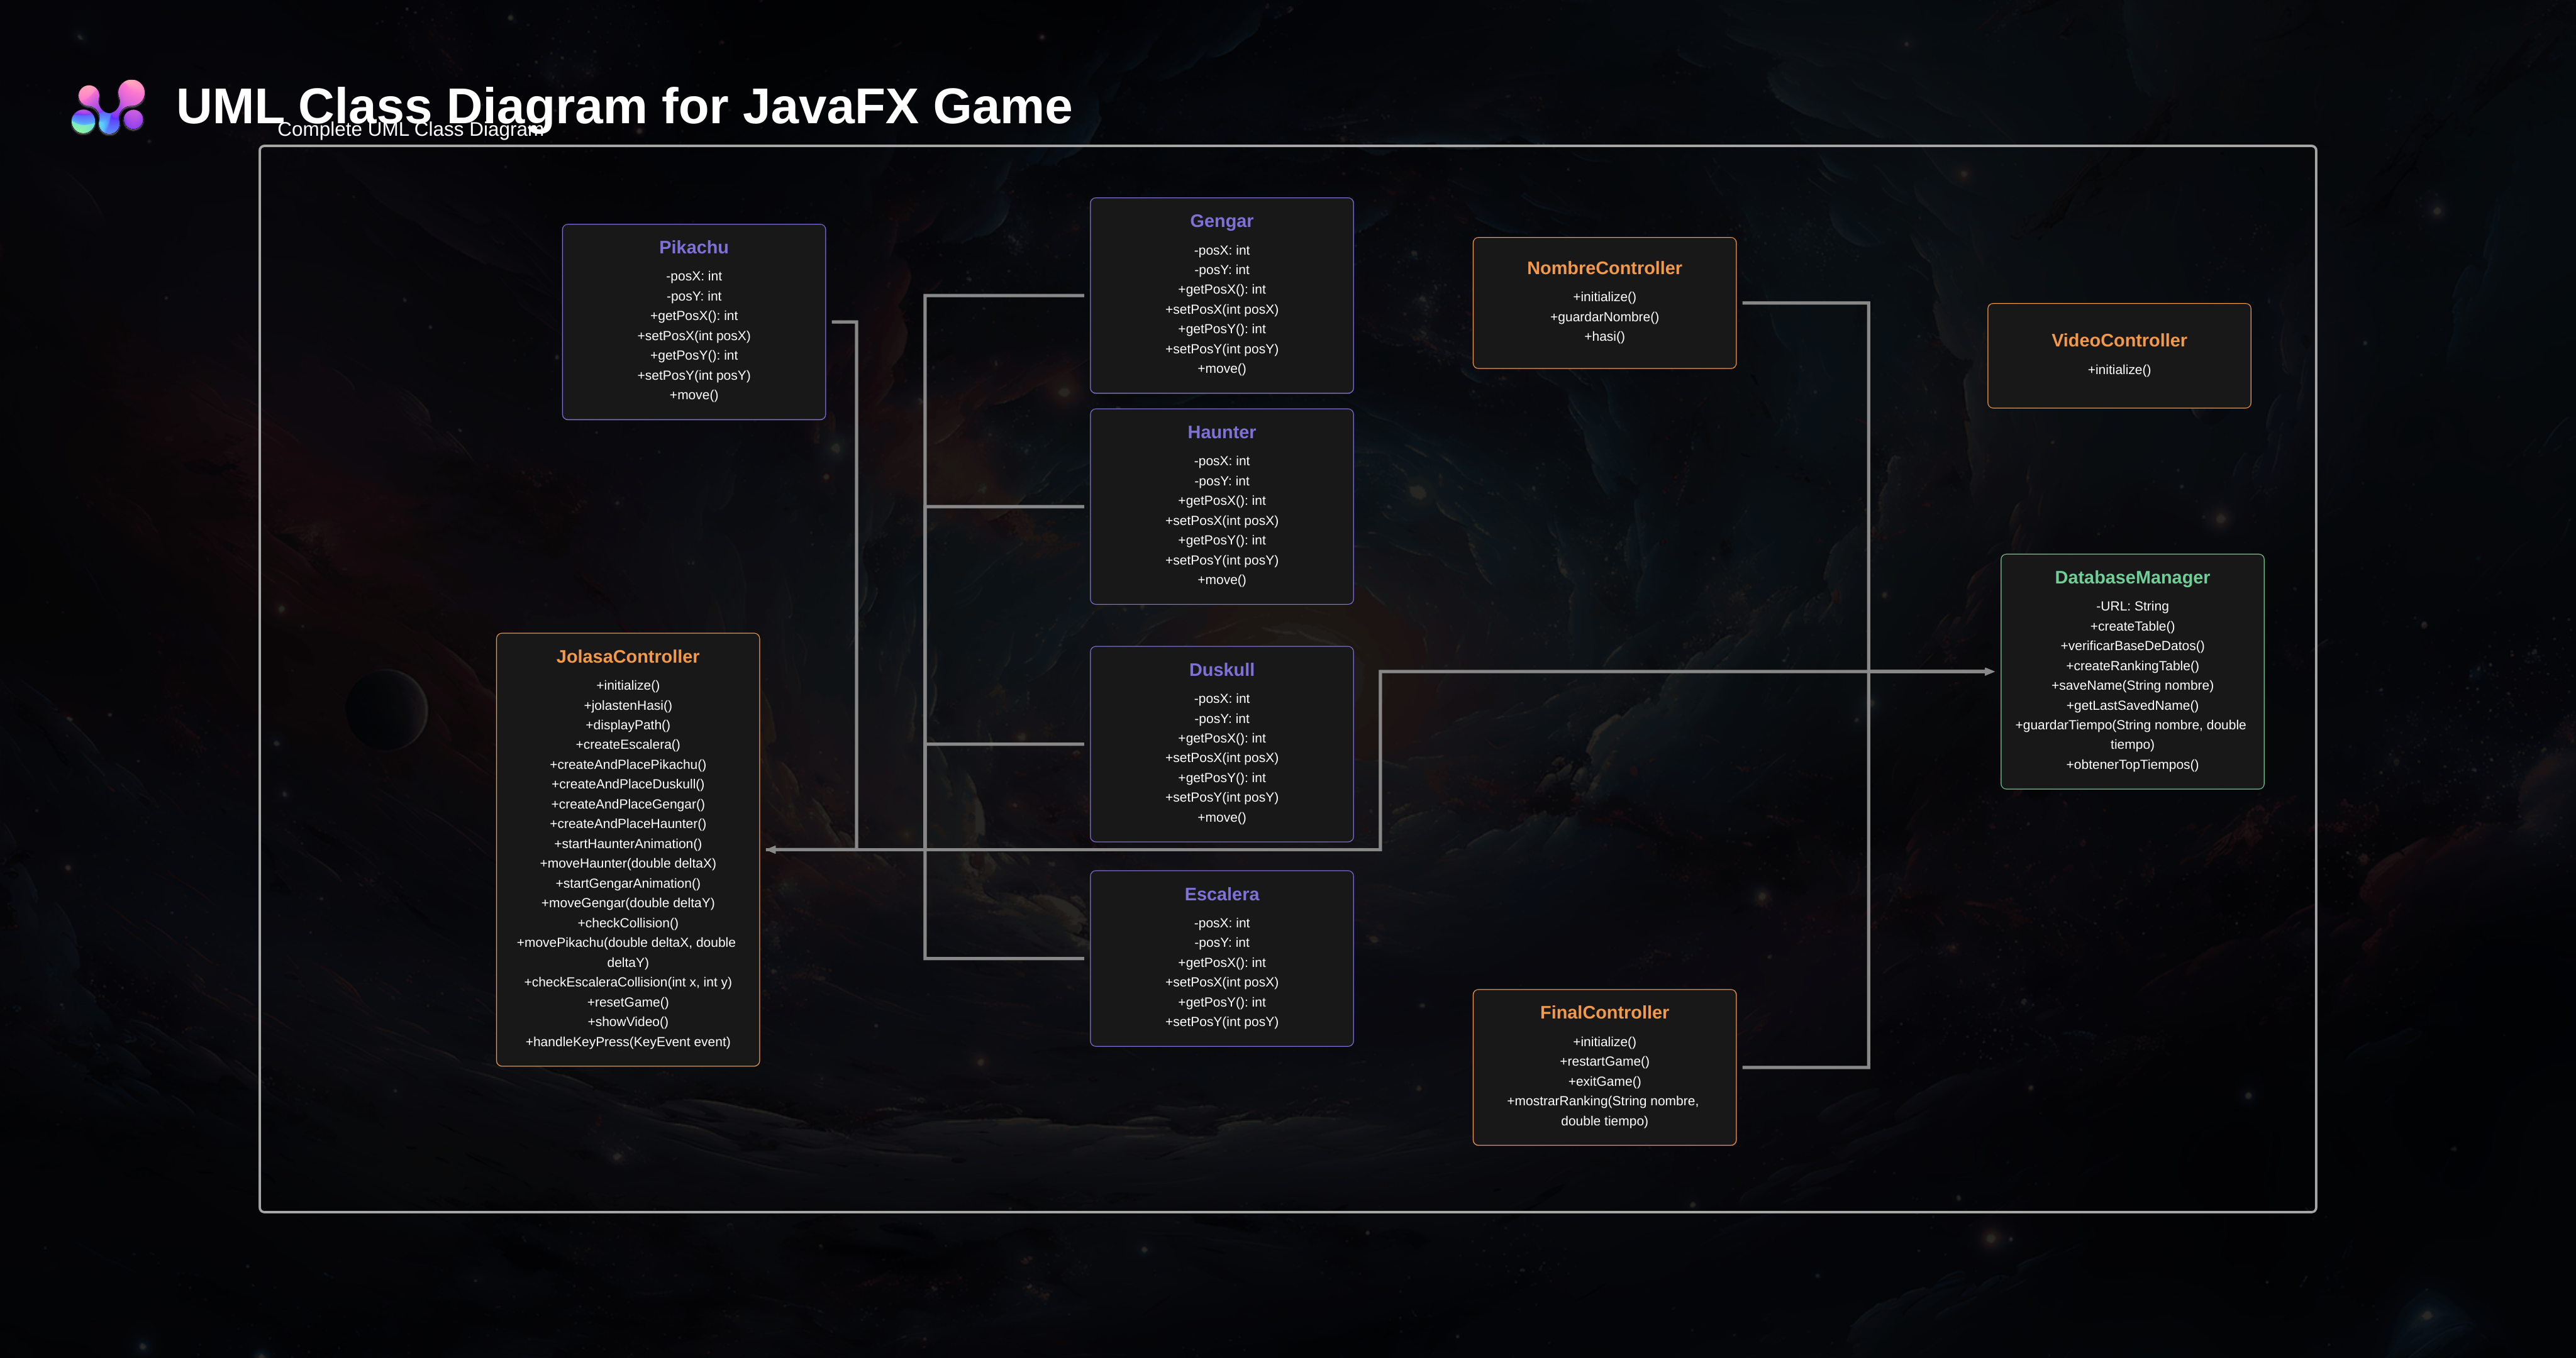 UML Class Diagram for JavaFX Game
Complete UML Class Diagram
Pikachu
-posX: int
-posY: int
+getPosX(): int
+setPosX(int posX)
+getPosY(): int
+setPosY(int posY)
+move()
Gengar
-posX: int
-posY: int
+getPosX(): int
+setPosX(int posX)
+getPosY(): int
+setPosY(int posY)
+move()
NombreController
+initialize()
+guardarNombre()
+hasi()
VideoController
+initialize()
Haunter
-posX: int
-posY: int
+getPosX(): int
+setPosX(int posX)
+getPosY(): int
+setPosY(int posY)
+move()
DatabaseManager
-URL: String
+createTable()
+verificarBaseDeDatos()
+createRankingTable()
+saveName(String nombre)
+getLastSavedName()
+guardarTiempo(String nombre, double
tiempo)
+obtenerTopTiempos()
JolasaController
+initialize()
+jolastenHasi()
+displayPath()
+createEscalera()
+createAndPlacePikachu()
+createAndPlaceDuskull()
+createAndPlaceGengar()
+createAndPlaceHaunter()
+startHaunterAnimation()
+moveHaunter(double deltaX)
+startGengarAnimation()
+moveGengar(double deltaY)
+checkCollision()
+movePikachu(double deltaX, double
deltaY)
+checkEscaleraCollision(int x, int y)
+resetGame()
+showVideo()
+handleKeyPress(KeyEvent event)
Duskull
-posX: int
-posY: int
+getPosX(): int
+setPosX(int posX)
+getPosY(): int
+setPosY(int posY)
+move()
Escalera
-posX: int
-posY: int
+getPosX(): int
+setPosX(int posX)
+getPosY(): int
+setPosY(int posY)
FinalController
+initialize()
+restartGame()
+exitGame()
+mostrarRanking(String nombre,
double tiempo)